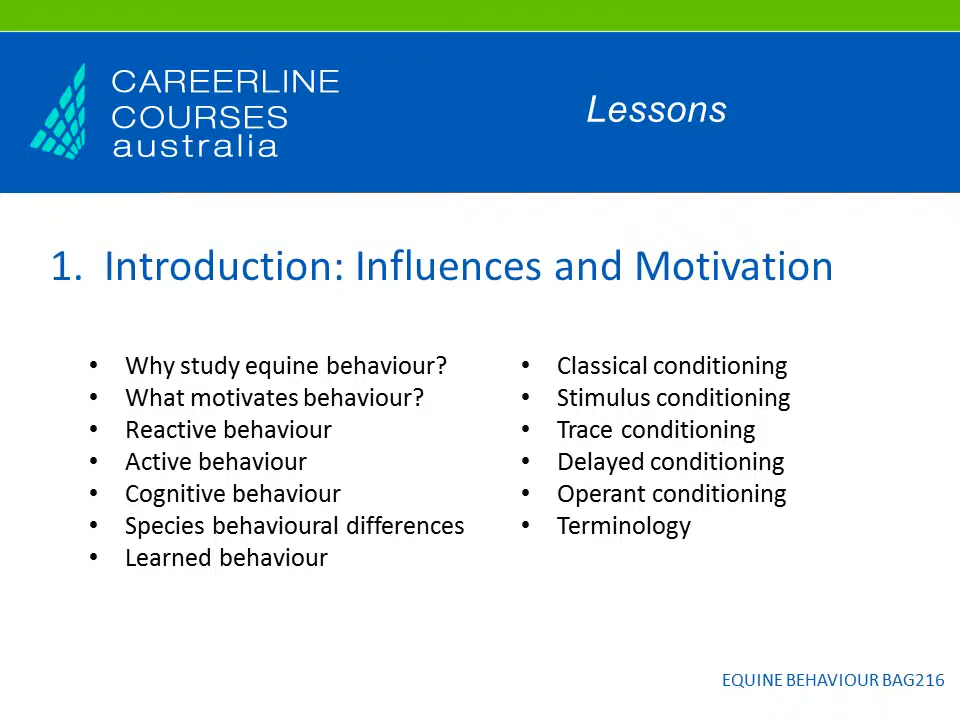 CAREERLINE
COURSES
australia
Lessons
1. Introduction: Influences and Motivation
• Why study equine behaviour?
• What motivates behaviour?
• Reactive behaviour
• Active behaviour
• Cognitive behaviour
• Species behavioural differences
• Learned behaviour
• Classical conditioning
• Stimulus conditioning
• Trace conditioning
• Delayed conditioning
• Operant conditioning
• Terminology
EQUINE BEHAVIOUR BAG216